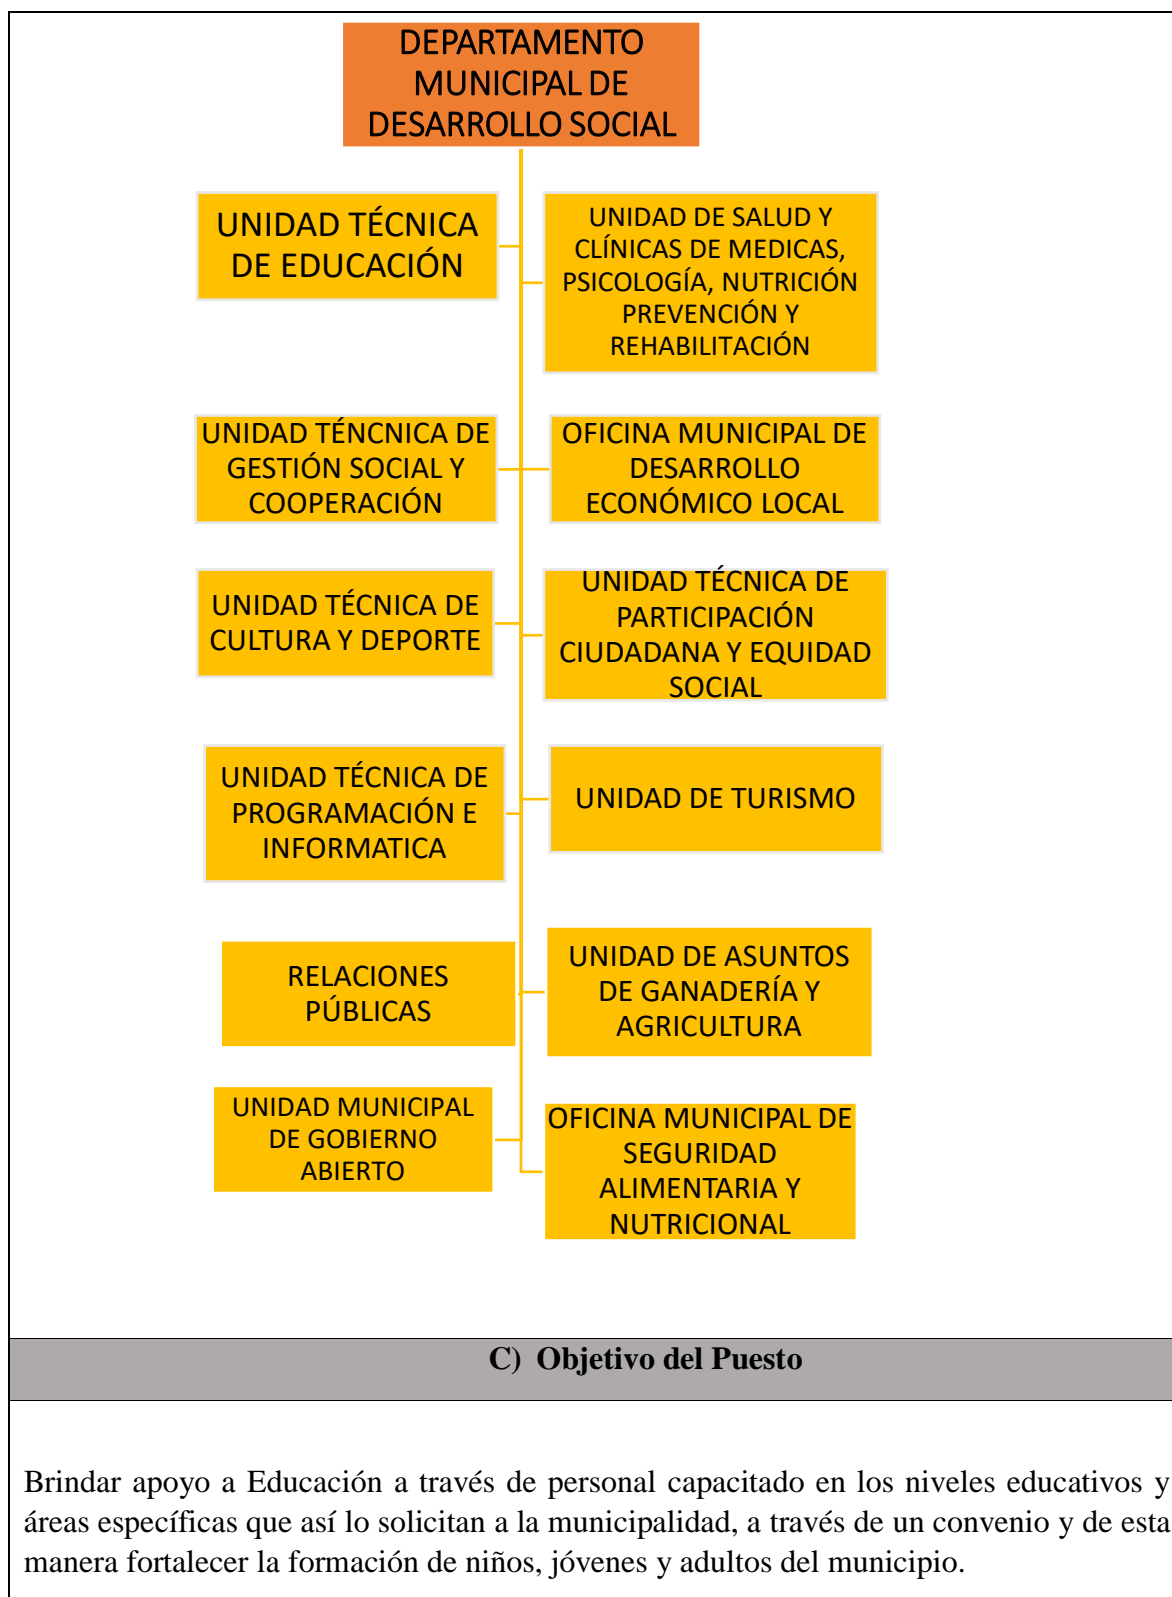 DEPARTAMENTO
MUNICIPAL DE
DESARROLLO SOCIAL
UNIDAD TÉCNICA
DE EDUCACIÓN
UNIDAD DE SALUD Y
CLÍNICAS DE MEDICAS,
PSICOLOGÍA, NUTRICIÓN
PREVENCIÓN Y
REHABILITACIÓN
UNIDAD TÉNCNICA DE
GESTIÓN SOCIAL Y
COOPERACIÓN
OFICINA MUNICIPAL DE
DESARROLLO
ECONÓMICO LOCAL
UNIDAD TÉCNICA DE
CULTURA Y DEPORTE
UNIDAD TÉCNICA DE
PARTICIPACIÓN
CIUDADANA Y EQUIDAD
SOCIAL
UNIDAD TÉCNICA DE
PROGRAMACIÓN E
INFORMATICA
UNIDAD DE TURISMO
RELACIONES
PÚBLICAS
UNIDAD DE ASUNTOS
DE GANADERÍA Y
AGRICULTURA
UNIDAD MUNICIPAL
DE GOBIERNO
ABIERTO
OFICINA MUNICIPAL DE
SEGURIDAD
ALIMENTARIA Y
NUTRICIONAL
C) Objetivo del Puesto
Brindar apoyo a Educación a través de personal capacitado en los niveles educativos y
áreas específicas que así lo solicitan a la municipalidad, a través de un convenio y de esta
manera fortalecer la formación de niños, jóvenes y adultos del municipio.